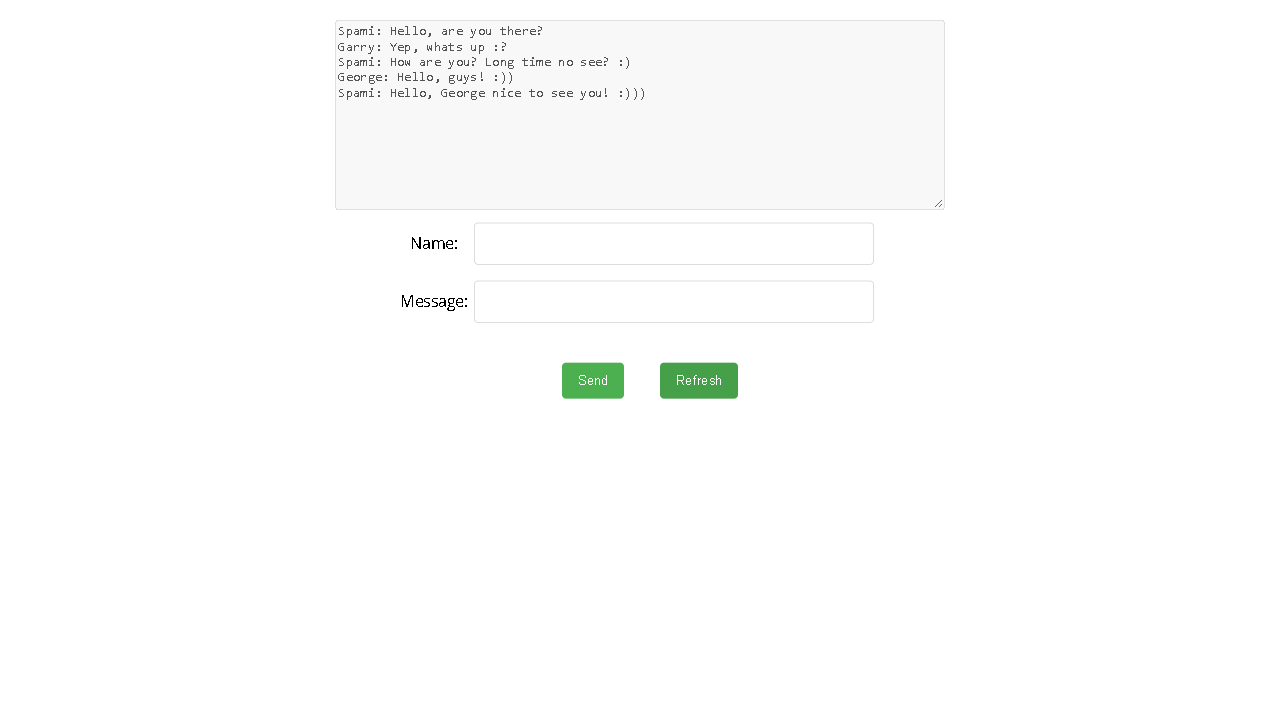 Spami: Hello, are you there?
Garry: Yep, whats up :?
Spami: How are you? Long time no see? :)
George: Hello, guys! :))
Spami: Hello, George nice to see you! :)))
Name:
Message:
Send Refresh